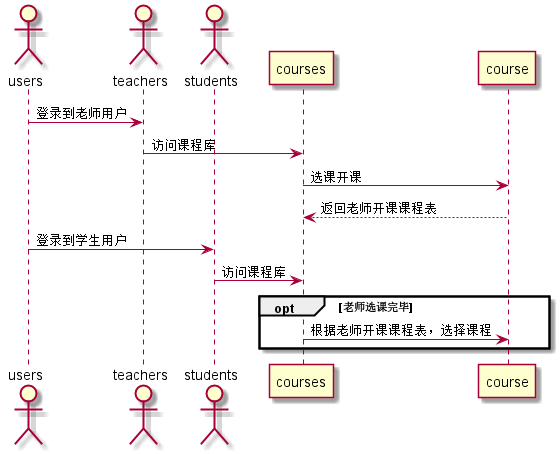 users
teachers
students
courses
course
登录到老师用户
访问课程库
选课开课
返回老师开课课程表
登录到学生用户
访问课程库
opt [老师选课完毕]
根据老师开课课程表，选择课程
users
teachers
students
courses
course